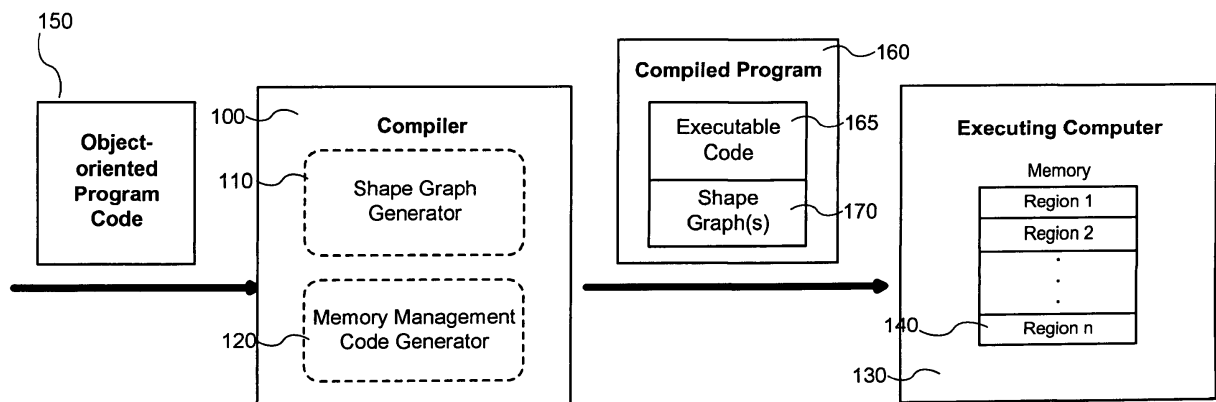 150
Object-
oriented
Program
Code
100
Compiler
110
Shape Graph
Generator
120
Memory Management
Code Generator
160
Compiled Program
Executable
Code
165
Shape
Graph(s)
170
Executing Computer
Memory
Region 1
Region 2
.
.
.
140
Region n
130